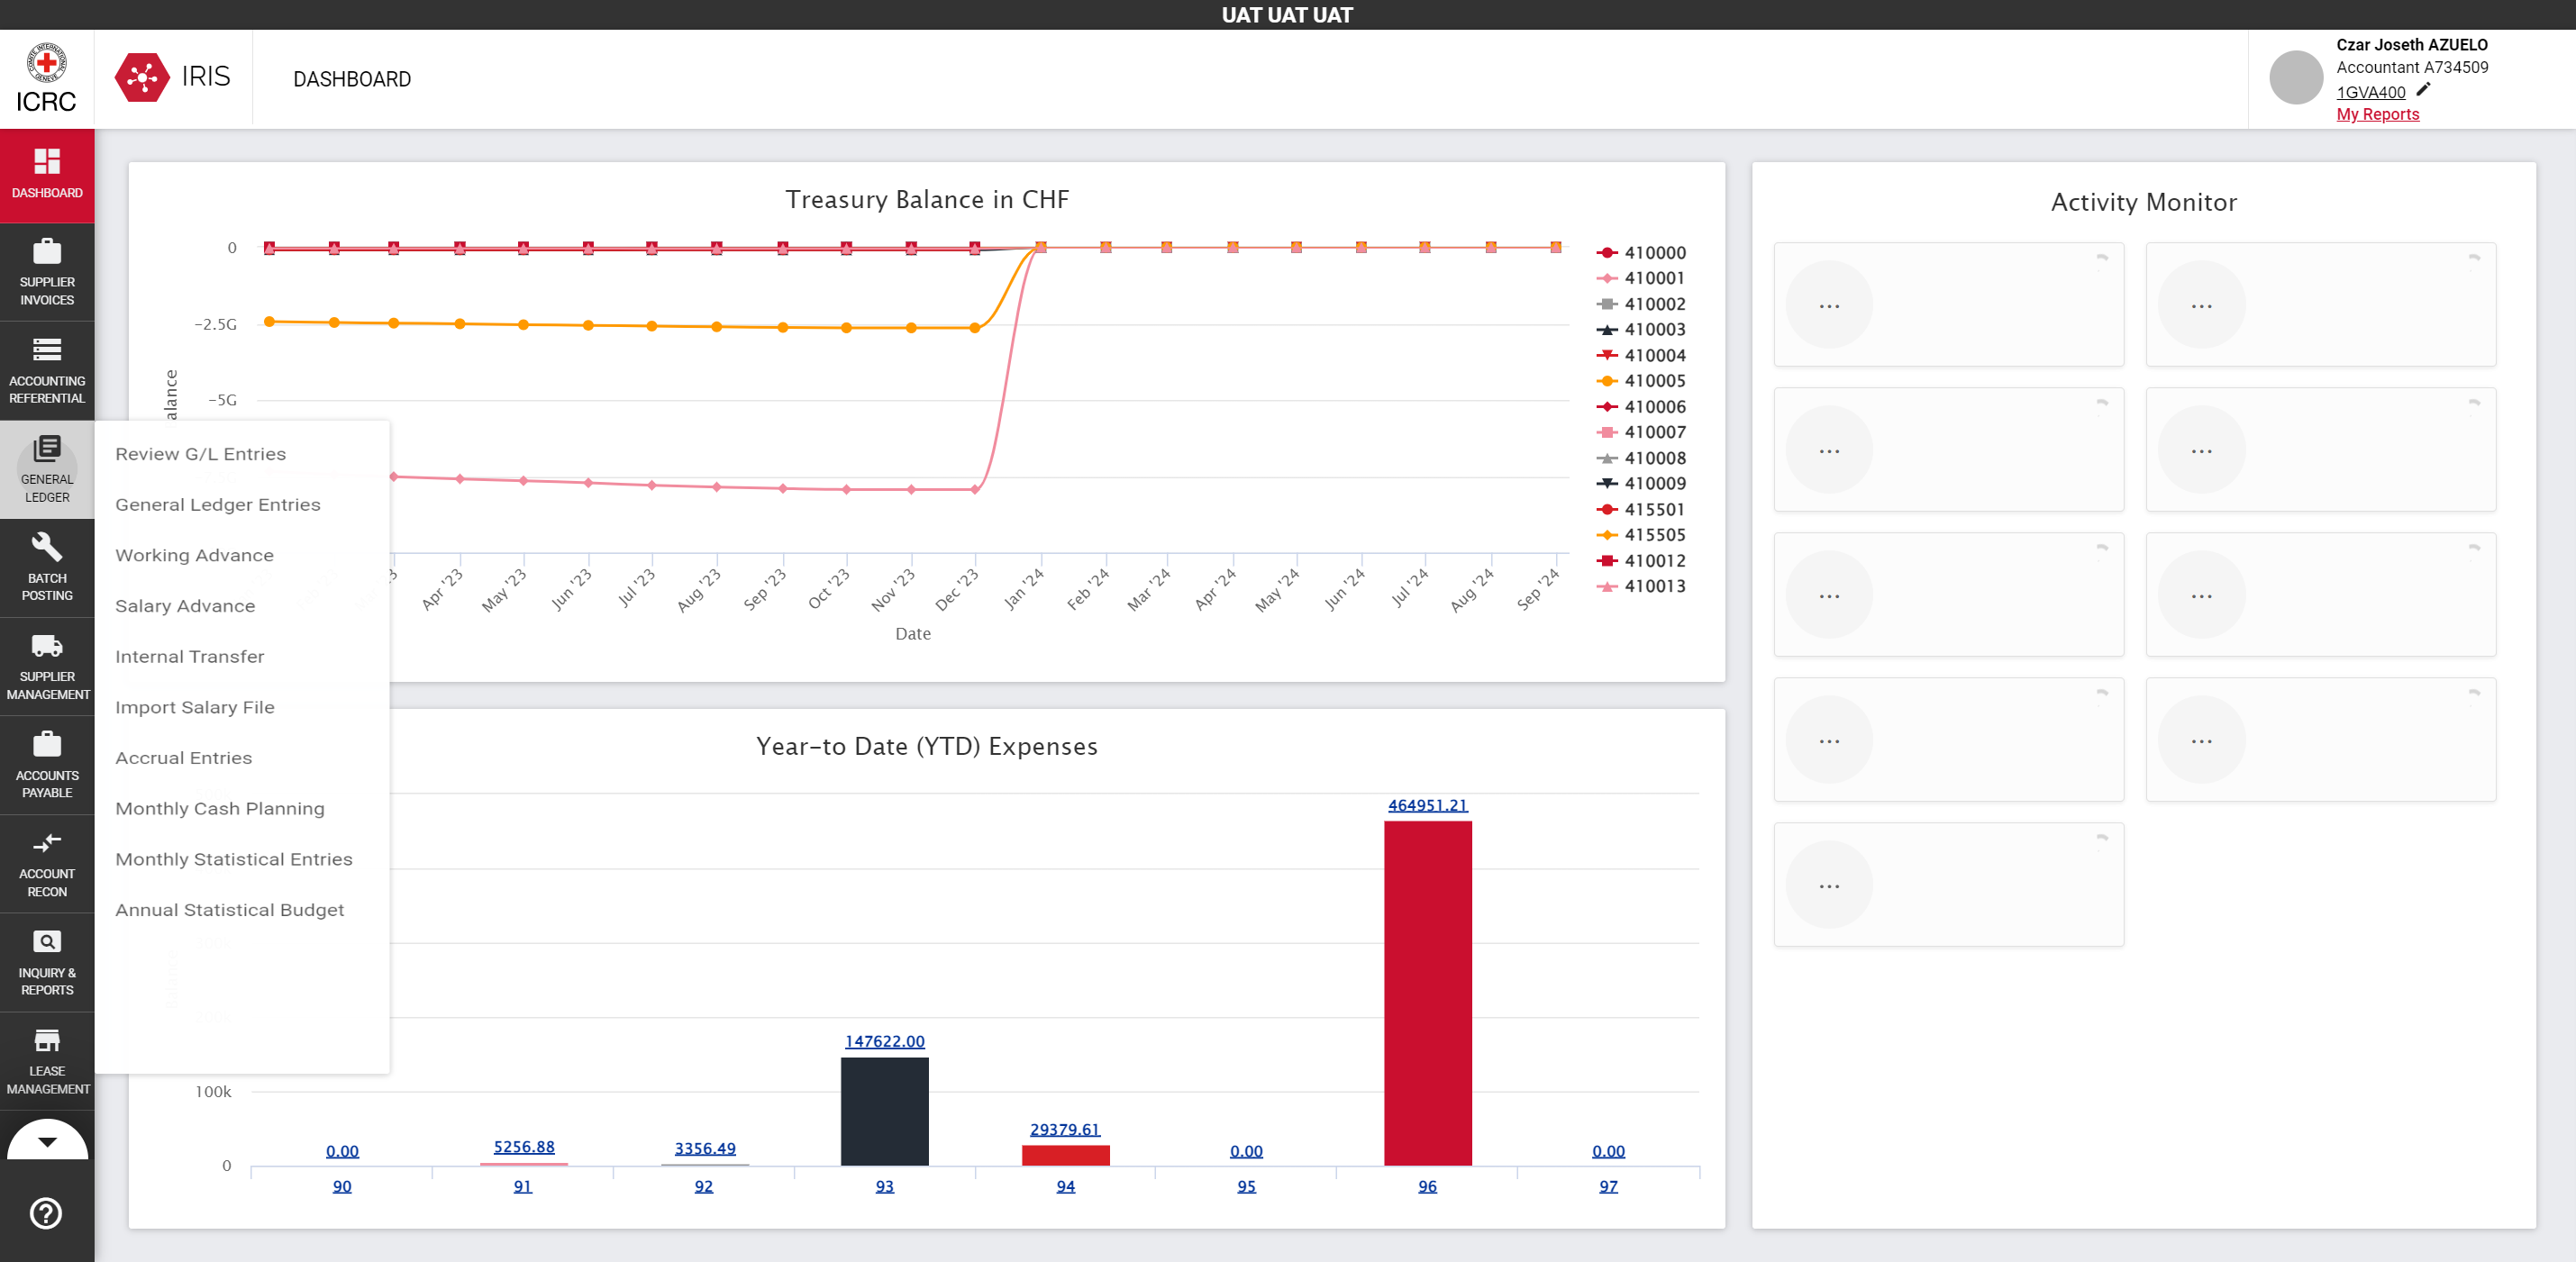 UAT UAT UAT
ICRC
IRIS
DASHBOARD
Czar Joseth AZUELO
Accountant A734509
1GVA400
My Reports
DASHBOARD
SUPPLIER
INVOICES
ACCOUNTING
REFERENTIAL
GENERAL
LEDGER
BATCH
POSTING
SUPPLIER
MANAGEMENT
ACCOUNTS
PAYABLE
ACCOUNT
RECON
INQUIRY &
REPORTS
LEASE
MANAGEMENT
Review G/L Entries
General Ledger Entries
Working Advance
Salary Advance
Internal Transfer
Import Salary File
Accrual Entries
Monthly Cash Planning
Monthly Statistical Entries
Annual Statistical Budget
Treasury Balance in CHF
0
−2.5G
−5G
Apr '23
May '23
Jun '23
Jul '23
Aug '23
Sep '23
Oct '23
Nov '23
Dec '23
Jan '24
Feb '24
Mar '24
Apr '24
May '24
Jun '24
Jul '24
Aug '24
Sep '24
Date
410000
410001
410002
410003
410004
410005
410006
410007
410008
410009
415501
415505
410012
410013
Year-to Date (YTD) Expenses
100k
0
0.00
5256.88
3356.49
147622.00
29379.61
0.00
464951.21
0.00
90
91
92
93
94
95
96
97
Activity Monitor
...
...
...
...
...
...
...
...
...